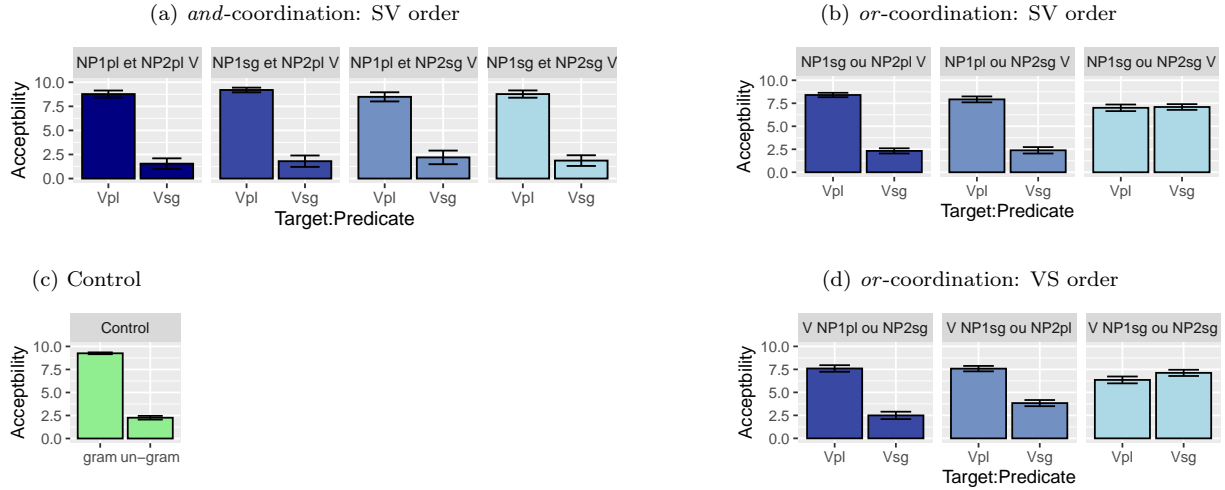 (a) and-coordination: SV order
NP1pl et NP2pl V NP1sg et NP2pl V NP1pl et NP2sg V NP1sg et NP2sg V
Acceptbility
10.0
7.5
5.0
2.5
0.0
Vpl Vsg Vpl Vsg Vpl Vsg Vpl Vsg
Target:Predicate
(b) or-coordination: SV order
NP1sg ou NP2pl V NP1pl ou NP2sg V NP1sg ou NP2sg V
Acceptbility
10.0
7.5
5.0
2.5
0.0
Vpl Vsg Vpl Vsg Vpl Vsg
Target:Predicate
(c) Control
Control
Acceptbility
10.0
7.5
5.0
2.5
0.0
gram un−gram
(d) or-coordination: VS order
V NP1pl ou NP2sg V NP1sg ou NP2pl V NP1sg ou NP2sg
Acceptbility
10.0
7.5
5.0
2.5
0.0
Vpl Vsg Vpl Vsg Vpl Vsg
Target:Predicate